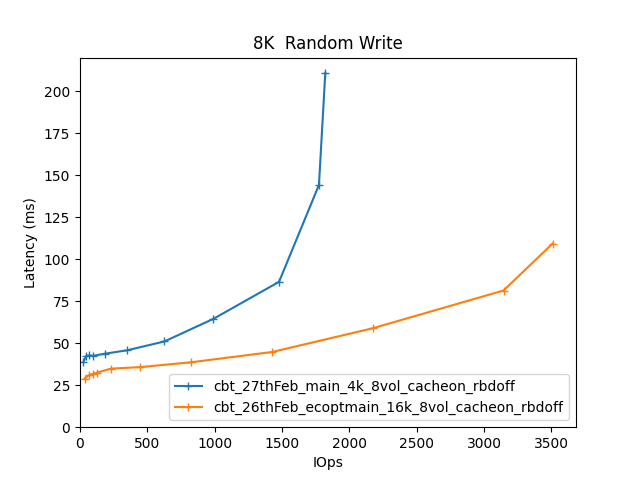 8K  Random Write
Latency (ms)
200
175
150
125
100
75
50
25
0
0 500 1000 1500 2000 2500 3000 3500
IOps
cbt_27thFeb_main_4k_8vol_cacheon_rbdoff
cbt_26thFeb_ecoptmain_16k_8vol_cacheon_rbdoff